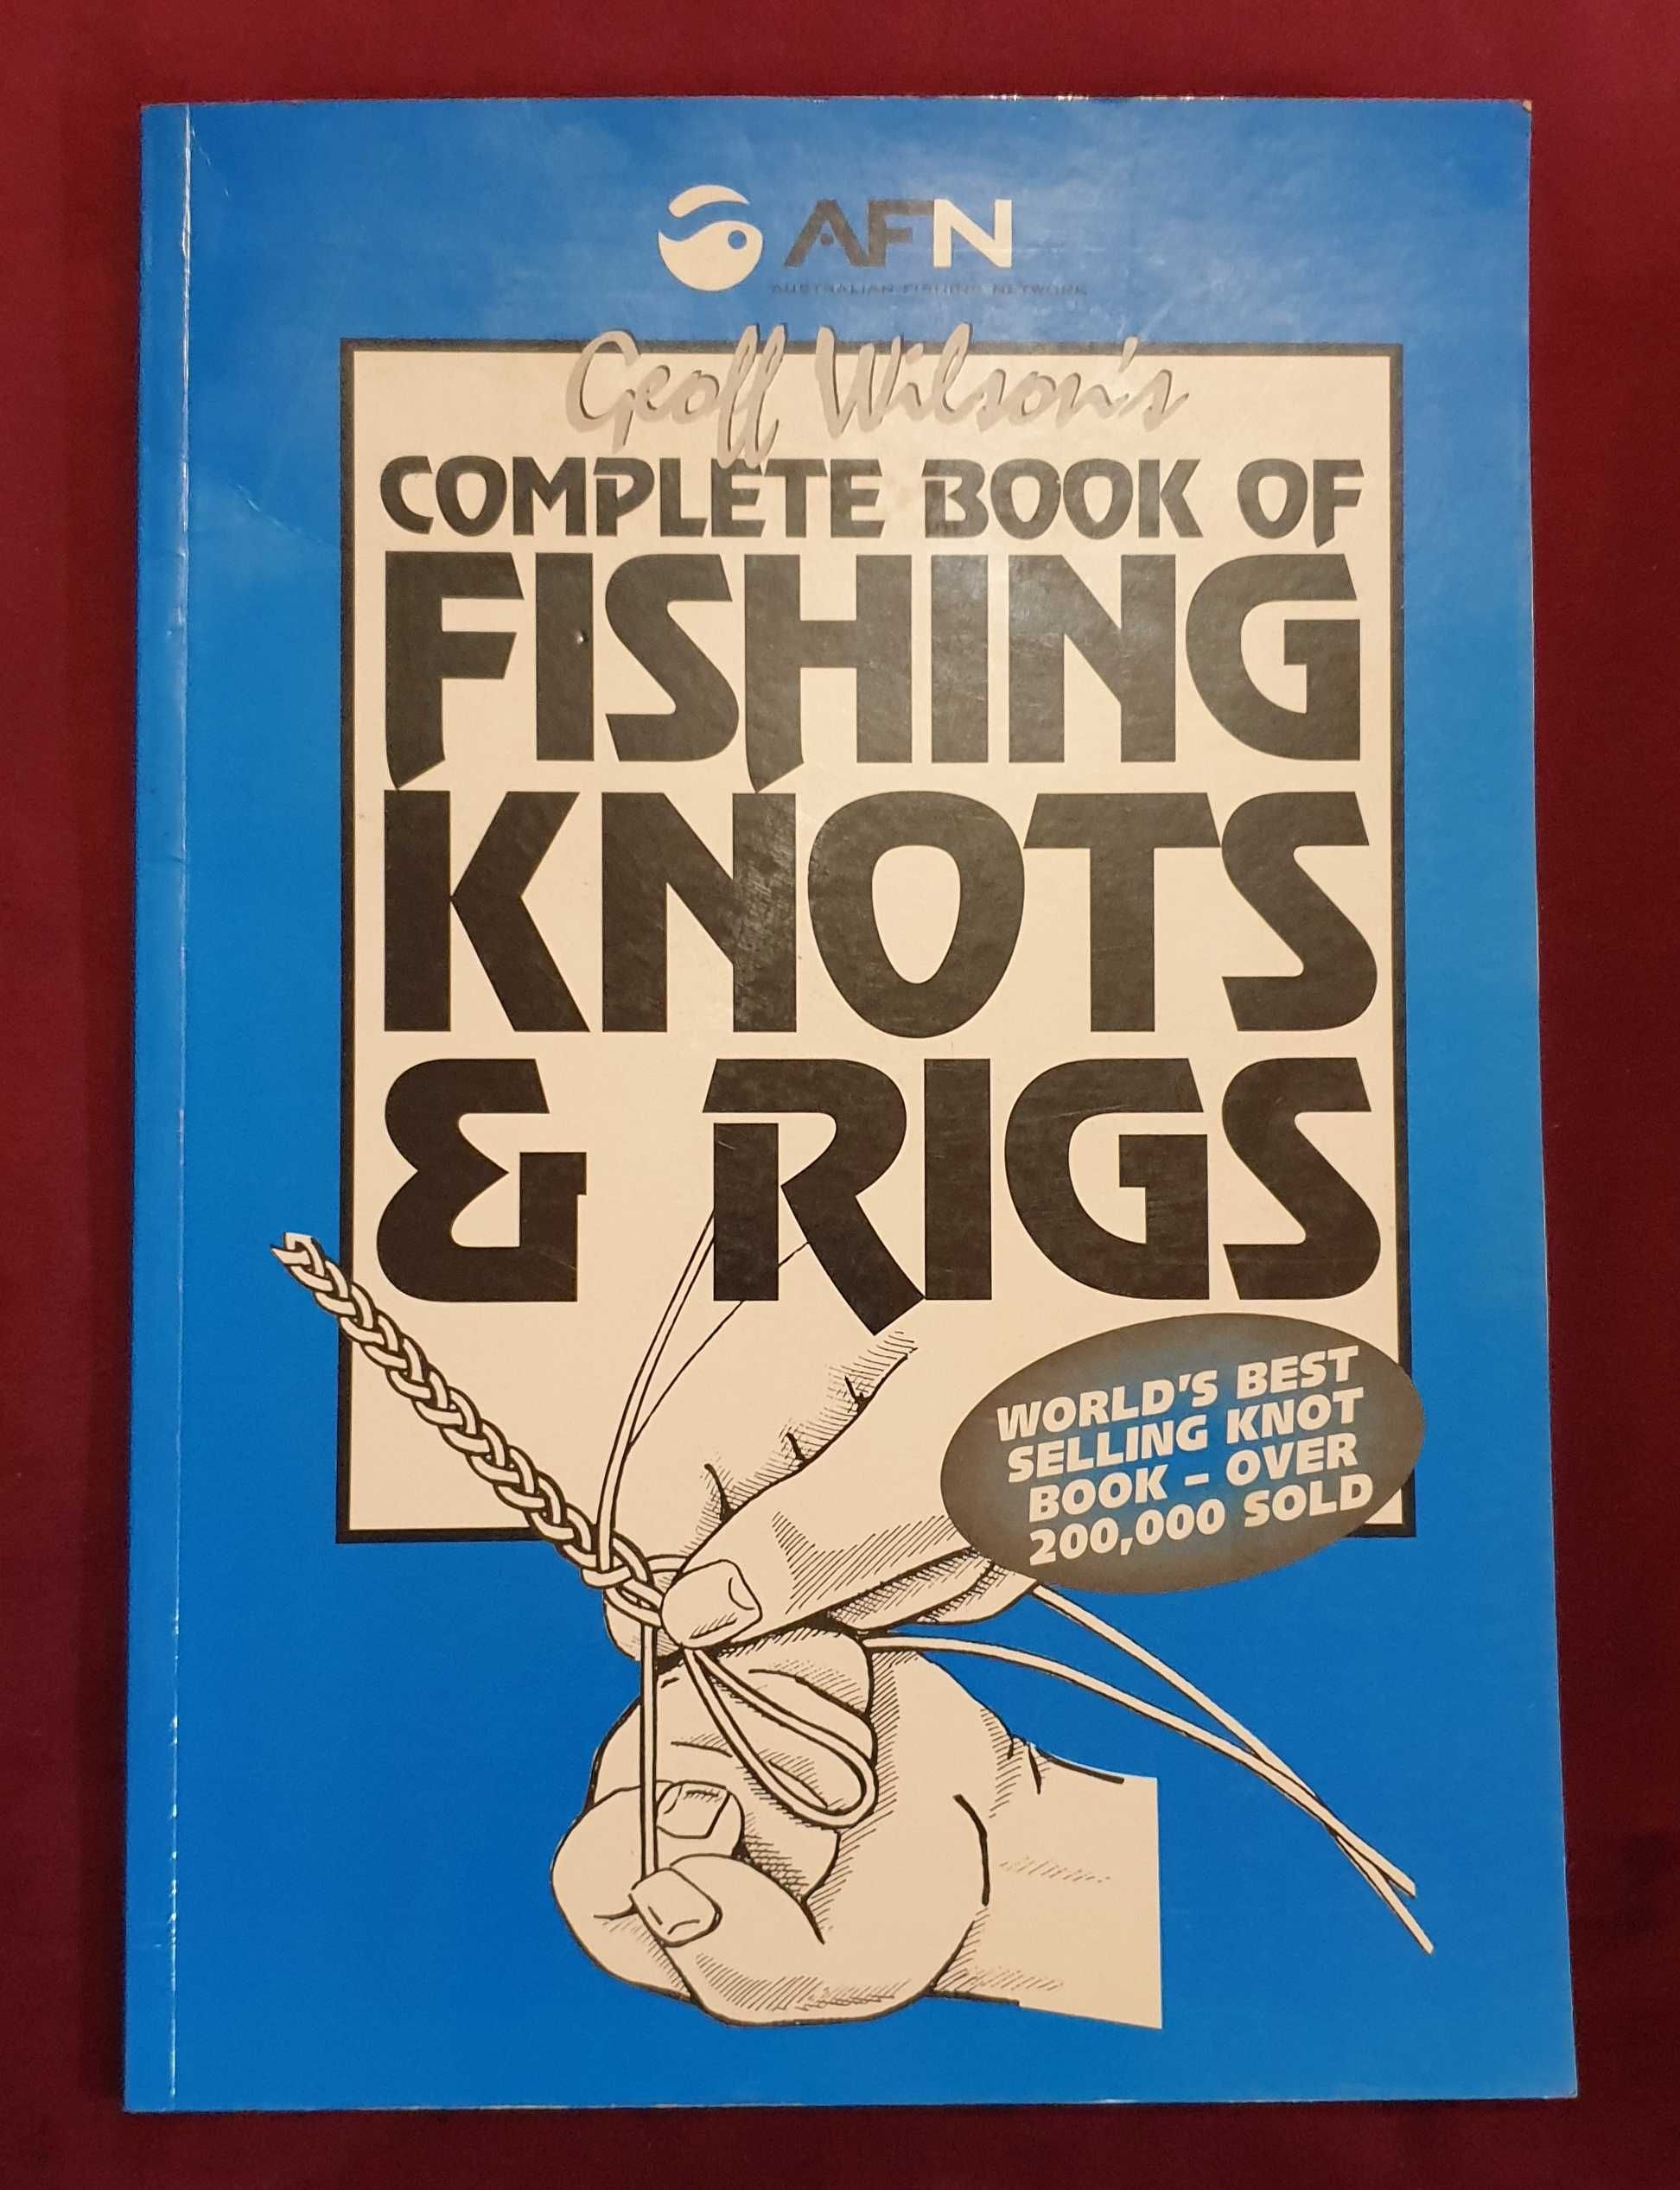 AFN
AUSTRALIAN FISHING NETWORK
Geoff Wilson's
COMPLETE BOOK OF
FISHING
KNOTS
& RIGS
WORLD'S BEST
SELLING KNOT
BOOK – OVER
200,000 SOLD